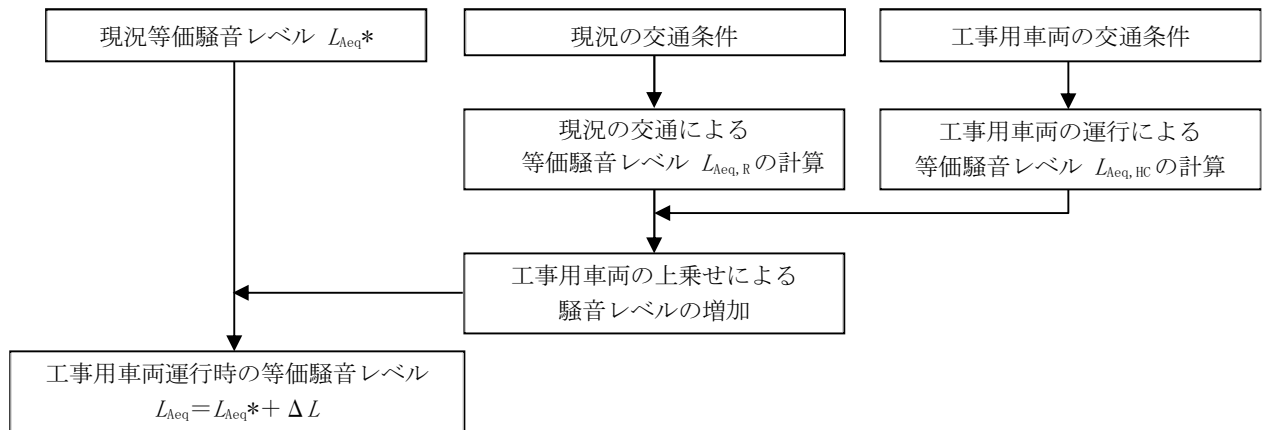 現況等価騒音レベル LAeq*
現況の交通条件
工事用車両の交通条件
現況の交通による
等価騒音レベル LAeq,Rの計算
工事用車両の運行による
等価騒音レベル LAeq,HCの計算
工事用車両の上乗せによる
騒音レベルの増加
工事用車両運行時の等価騒音レベル
LAeq=LAeq*+ΔL